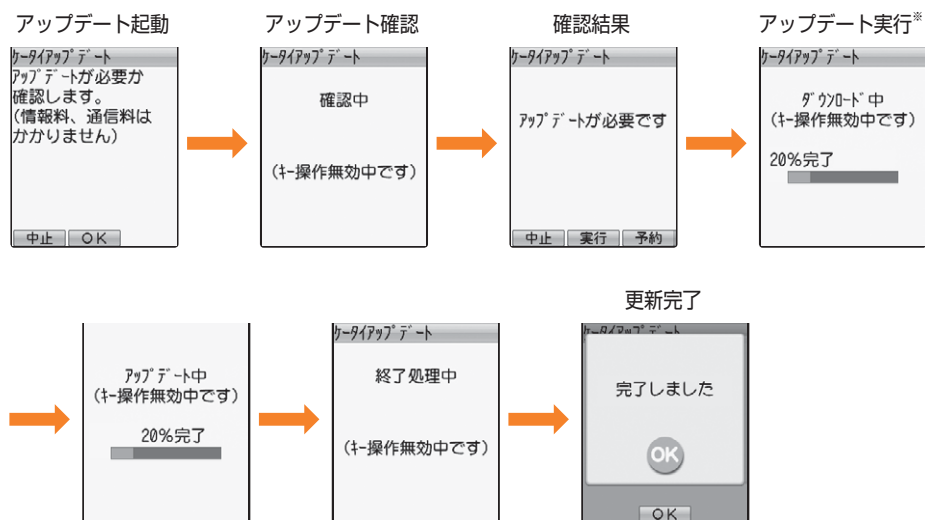 アップデート起動
ｹｰﾀｲｱｯﾌﾟﾃﾞｰﾄ
ｱｯﾌﾟﾃﾞｰﾄが必要か
確認します。
(情報料、通信料は
かかりません)
中止 OK
アップデート確認
ｹｰﾀｲｱｯﾌﾟﾃﾞｰﾄ
確認中
(ｷｰ操作無効中です)
確認結果
ｹｰﾀｲｱｯﾌﾟﾃﾞｰﾄ
ｱｯﾌﾟﾃﾞｰﾄが必要です
中止 実行 予約
アップデート実行※
ｹｰﾀｲｱｯﾌﾟﾃﾞｰﾄ
ﾀﾞｳﾝﾛｰﾄﾞ中
(ｷｰ操作無効中です)
20%完了
ｱｯﾌﾟﾃﾞｰﾄ中
(ｷｰ操作無効中です)
20%完了
ｹｰﾀｲｱｯﾌﾟﾃﾞｰﾄ
終了処理中
(ｷｰ操作無効中です)
更新完了
ｹｰﾀｲｱｯﾌﾟﾃﾞｰﾄ
完了しました
OK
OK